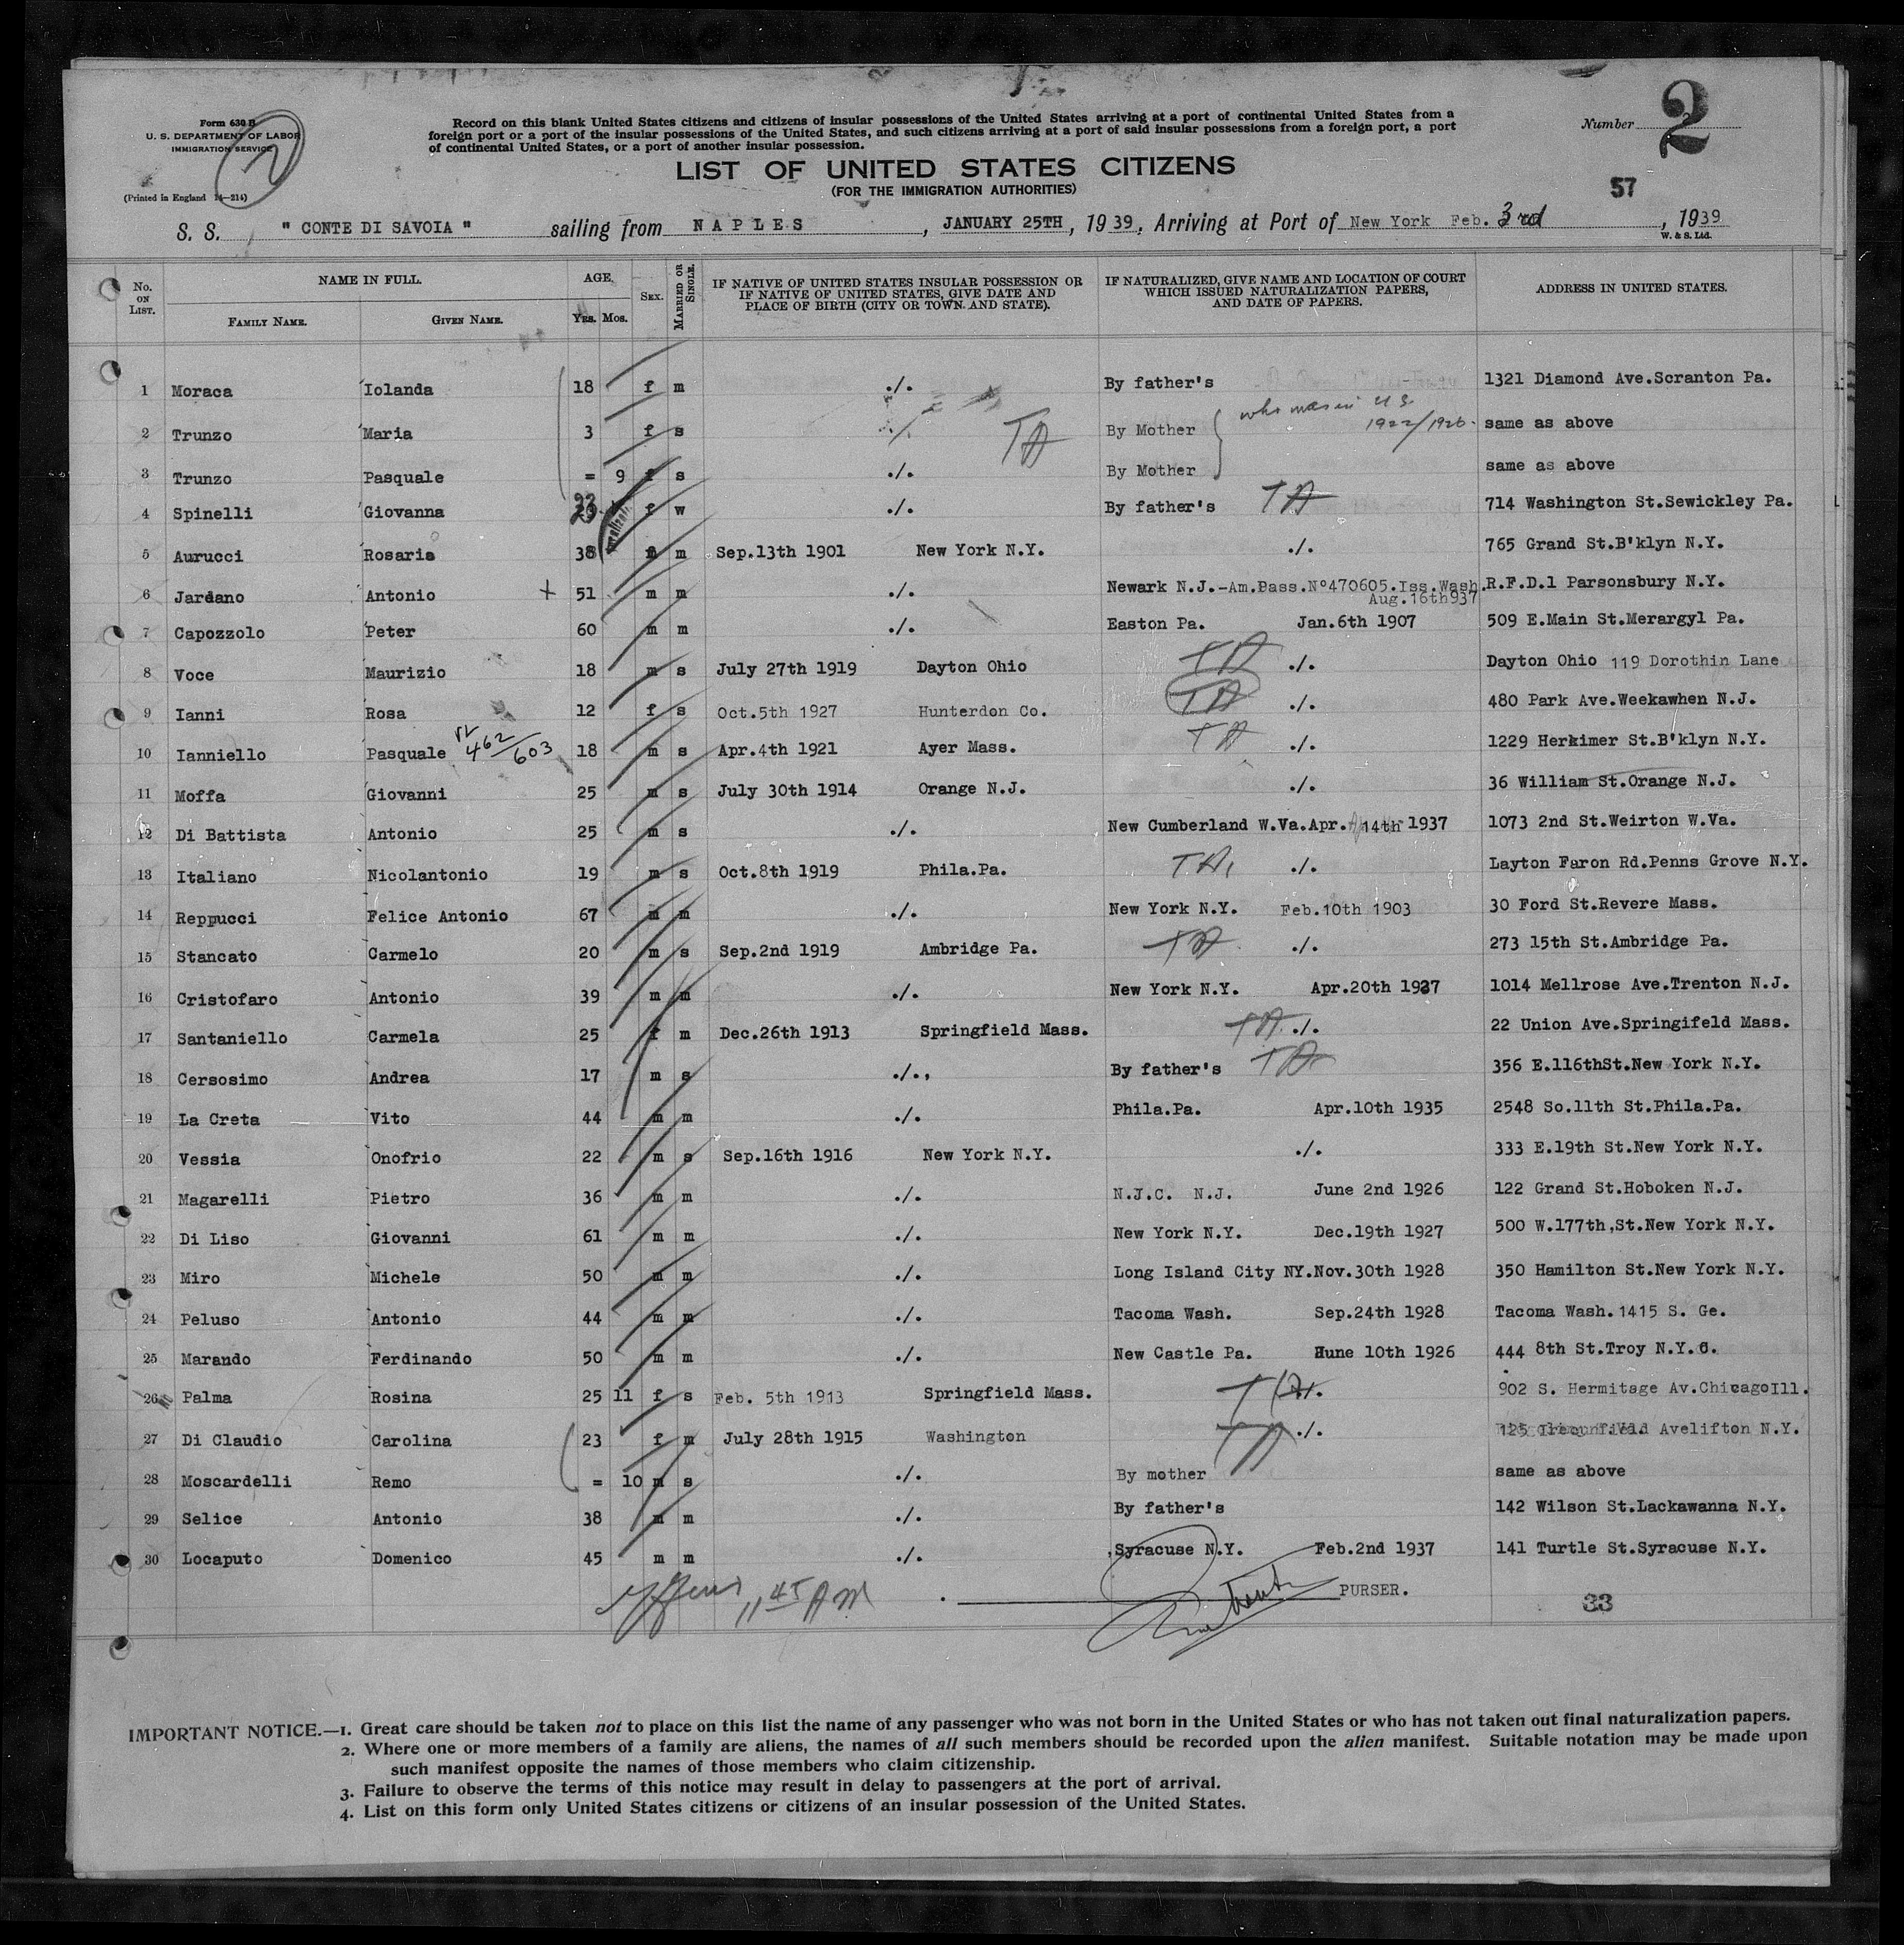 Form 630 B
U. S. DEPARTMENT OF LABOR
IMMIGRATION SERVICE
(Printed in England 14—214)
2
Record on this blank United States citizens and citizens of insular possessions of the United States arriving at a port of continental United States from a
foreign port or a port of the insular possessions of the United States, and such citizens arriving at a port of said insular possessions from a foreign port, a port
of continental United States, or a port of another insular possession.
Number 2
LIST OF UNITED STATES CITIZENS
(FOR THE IMMIGRATION AUTHORITIES)
57
S. S. " CONTE DI SAVOIA " sailing from NAPLES, JANUARY 25TH, 1939, Arriving at Port of New York Feb. 3rd, 1939
W. & S. Ltd.
No. ON LIST. NAME IN FULL. FAMILY NAME. GIVEN NAME. AGE. YRS. MOS. SEX. MARRIED OR SINGLE. IF NATIVE OF UNITED STATES INSULAR POSSESSION OR IF NATIVE OF UNITED STATES, GIVE DATE AND PLACE OF BIRTH (CITY OR TOWN AND STATE). IF NATURALIZED, GIVE NAME AND LOCATION OF COURT WHICH ISSUED NATURALIZATION PAPERS, AND DATE OF PAPERS. ADDRESS IN UNITED STATES.
1 Moraca Iolanda 18 f m ./. By father's 1321 Diamond Ave.Scranton Pa.
2 Trunzo Maria 3 f s ./. TA By Mother who was in U S 1922/1926. same as above
3 Trunzo Pasquale = 9 f s ./. By Mother same as above
4 Spinelli Giovanna 23 f w ./. By father's TA 714 Washington St.Sewickley Pa.
5 Aurucci Rosario 38 m m Sep.13th 1901 New York N.Y. ./. 765 Grand St.B'klyn N.Y.
6 Jardano Antonio + 51 m m ./. Newark N.J.-Am.Pass.N°470605.Iss.Wash. Aug.16th937 R.F.D.1 Parsonsbury N.Y.
7 Capozzolo Peter 60 m m ./. Easton Pa. Jan.6th 1907 509 E.Main St.Merargyl Pa.
8 Voce Maurizio 18 m s July 27th 1919 Dayton Ohio TA ./. Dayton Ohio 119 Dorothin Lane
9 Ianni Rosa 12 f s Oct.5th 1927 Hunterdon Co. TA ./. 480 Park Ave.Weekawhen N.J.
10 Ianniello Pasquale 462/603 18 m s Apr.4th 1921 Ayer Mass. TA ./. 1229 Herkimer St.B'klyn N.Y.
11 Moffa Giovanni 25 m s July 30th 1914 Orange N.J. ./. 36 William St.Orange N.J.
12 Di Battista Antonio 25 m s ./. New Cumberland W.Va.Apr. 14th 1937 1073 2nd St.Weirton W.Va.
13 Italiano Nicolantonio 19 m s Oct.8th 1919 Phila.Pa. TA ./. Layton Faron Rd.Penns Grove N.Y.
14 Reppucci Felice Antonio 67 m m ./. New York N.Y. Feb.10th 1903 30 Ford St.Revere Mass.
15 Stancato Carmelo 20 m s Sep.2nd 1919 Ambridge Pa. TA ./. 273 15th St.Ambridge Pa.
16 Cristofaro Antonio 39 m m ./. New York N.Y. Apr.20th 1937 1014 Mellrose Ave.Trenton N.J.
17 Santaniello Carmela 25 f m Dec.26th 1913 Springfield Mass. TA ./. 22 Union Ave.Springifeld Mass.
18 Cersosimo Andrea 17 m s ./., By father's TA 356 E.116thSt.New York N.Y.
19 La Creta Vito 44 m m ./. Phila.Pa. Apr.10th 1935 2548 So.11th St.Phila.Pa.
20 Vessia Onofrio 22 m s Sep.16th 1916 New York N.Y. ./. 333 E.19th St.New York N.Y.
21 Magarelli Pietro 36 m m ./. N.J.C. N.J. June 2nd 1926 122 Grand St.Hoboken N.J.
22 Di Liso Giovanni 61 m m ./. New York N.Y. Dec.19th 1927 500 W.177th,St.New York N.Y.
23 Miro Michele 50 m m ./. Long Island City NY.Nov.30th 1928 350 Hamilton St.New York N.Y.
24 Peluso Antonio 44 m m ./. Tacoma Wash. Sep.24th 1928 Tacoma Wash. 1415 S. Ge.
25 Marando Ferdinando 50 m m ./. New Castle Pa. June 10th 1926 444 8th St.Troy N.Y.
26 Palma Rosina 25 11 f s Feb. 5th 1913 Springfield Mass. TA ./. 902 S. Hermitage Av.ChicagoIll.
27 Di Claudio Carolina 23 f m July 28th 1915 Washington TA ./. 125 Avelifton N.Y.
28 Moscardelli Remo = 10 m s ./. By mother same as above
29 Selice Antonio 38 m m ./. By father's 142 Wilson St.Lackawanna N.Y.
30 Locaputo Domenico 45 m m ./. Syracuse N.Y. Feb.2nd 1937 141 Turtle St.Syracuse N.Y.
11 45 AM PURSER. 33
IMPORTANT NOTICE.—1. Great care should be taken not to place on this list the name of any passenger who was not born in the United States or who has not taken out final naturalization papers.
2. Where one or more members of a family are aliens, the names of all such members should be recorded upon the alien manifest. Suitable notation may be made upon
such manifest opposite the names of those members who claim citizenship.
3. Failure to observe the terms of this notice may result in delay to passengers at the port of arrival.
4. List on this form only United States citizens or citizens of an insular possession of the United States.